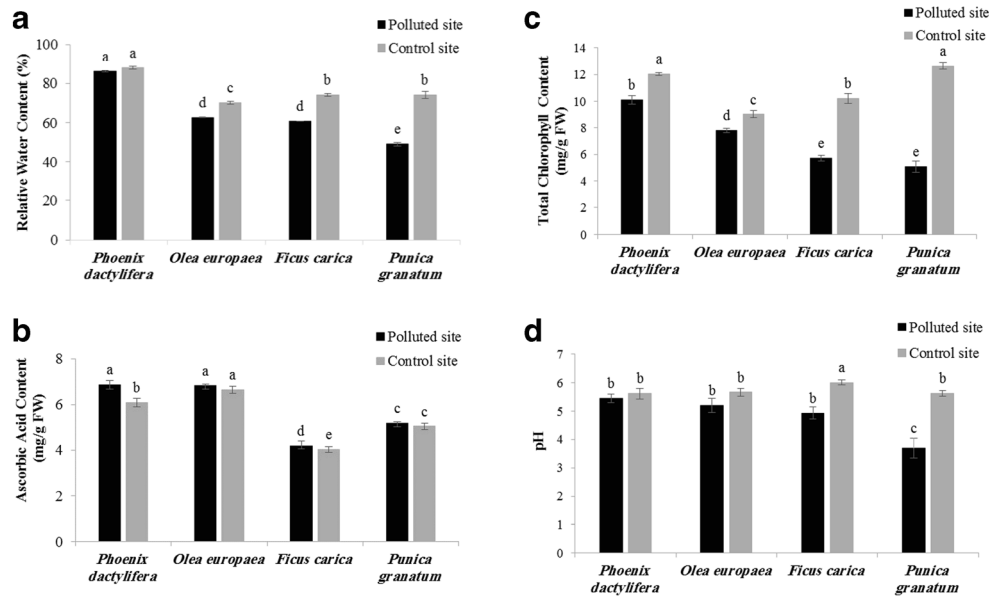 a
Polluted site
Control site
Relative Water Content (%)
100
80
60
40
20
0
a a d c d b e b
Phoenix dactylifera
Olea europaea
Ficus carica
Punica granatum
b
Polluted site
Control site
Ascorbic Acid Content
(mg/g FW)
8
6
4
2
0
a b a a d e c c
Phoenix dactylifera
Olea europaea
Ficus carica
Punica granatum
c
Polluted site
Control site
Total Chlorophyll Content
(mg/g FW)
14
12
10
8
6
4
2
0
b a d c e b e a
Phoenix dactylifera
Olea europaea
Ficus carica
Punica granatum
d
Polluted site
Control site
pH
7
6
5
4
3
2
1
0
b b b b b a c b
Phoenix dactylifera
Olea europaea
Ficus carica
Punica granatum